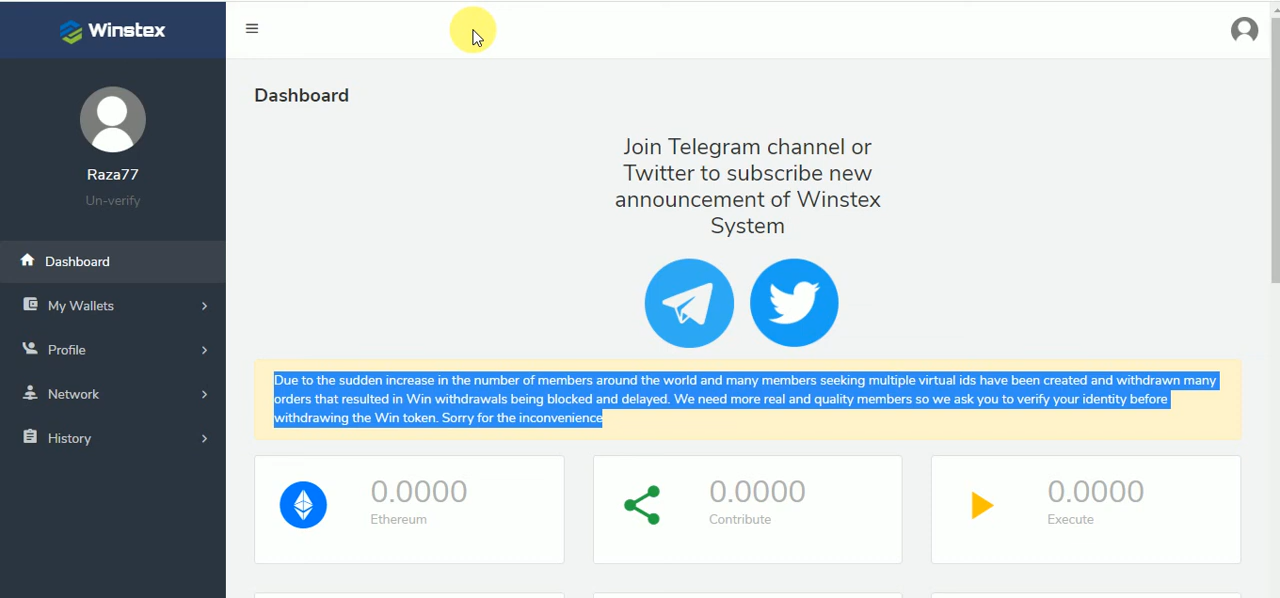 Winstex
Raza77
Un-verify
Dashboard
My Wallets
Profile
Network
History
Dashboard
Join Telegram channel or
Twitter to subscribe new
announcement of Winstex
System
Due to the sudden increase in the number of members around the world and many members seeking multiple virtual ids have been created and withdrawn many
orders that resulted in Win withdrawals being blocked and delayed. We need more real and quality members so we ask you to verify your identity before
withdrawing the Win token. Sorry for the inconvenience
0.0000
Ethereum
0.0000
Contribute
0.0000
Execute